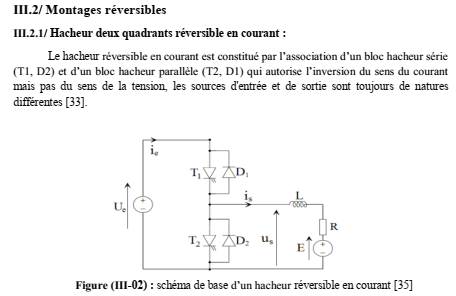 III.2/ Montages réversibles
III.2.1/ Hacheur deux quadrants réversible en courant :
Le hacheur réversible en courant est constitué par l'association d'un bloc hacheur série
(T1, D2) et d'un bloc hacheur parallèle (T2, D1) qui autorise l'inversion du sens du courant
mais pas du sens de la tension, les sources d'entrée et de sortie sont toujours de natures
différentes [33].
ie
T1 D1
is L
Ue
R
T2 D2 us E
Figure (III-02) : schéma de base d'un hacheur réversible en courant [35]